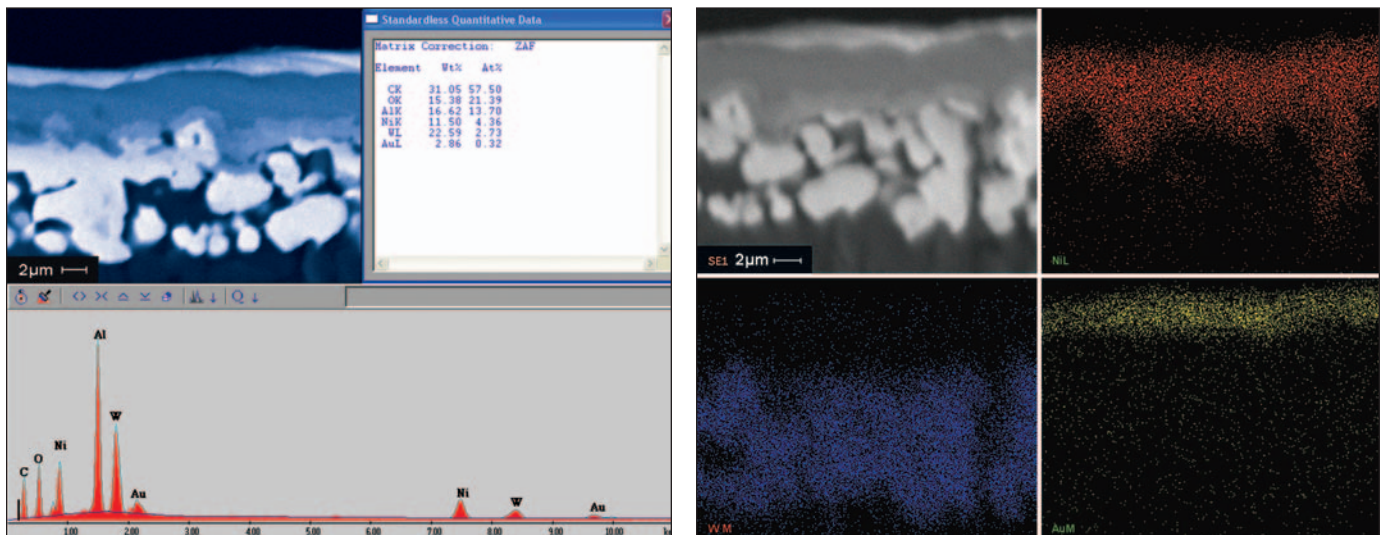 Standardless Quantitative Data
Matrix Correction: ZAF
Element Wt% At%
CK 31.05 57.50
OK 15.38 21.39
AlK 16.62 13.70
NiK 11.50 4.36
WL 22.59 2.73
AuL 2.86 0.32
2µm
Q
Al
W
Ni
O
C
Au
Ni
W
Au
1.00 2.00 3.00 4.00 5.00 6.00 7.00 8.00 9.00 10.00
SE1 2µm
NiL
WM
AuM